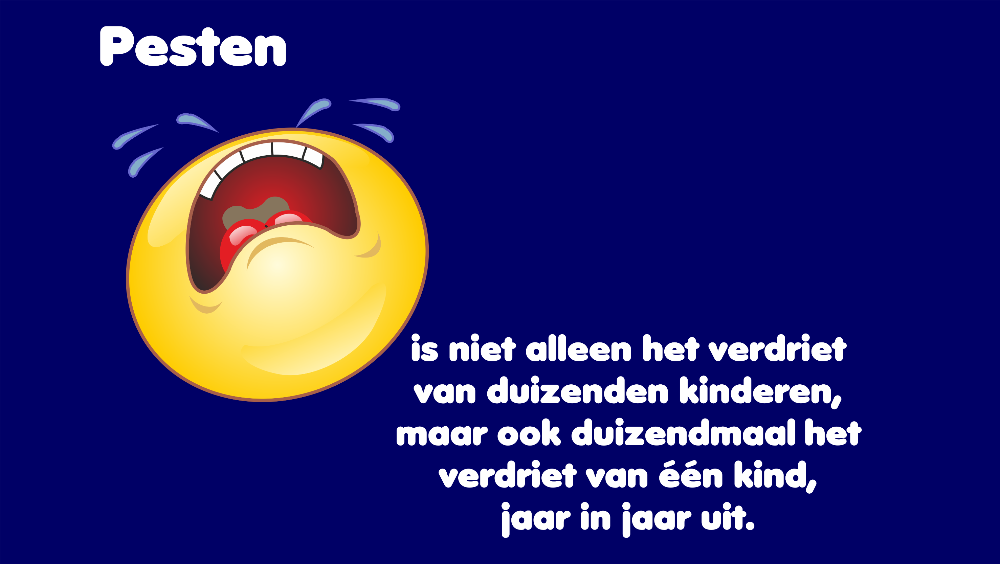 Pesten
is niet alleen het verdriet
van duizenden kinderen,
maar ook duizendmaal het
verdriet van één kind,
jaar in jaar uit.